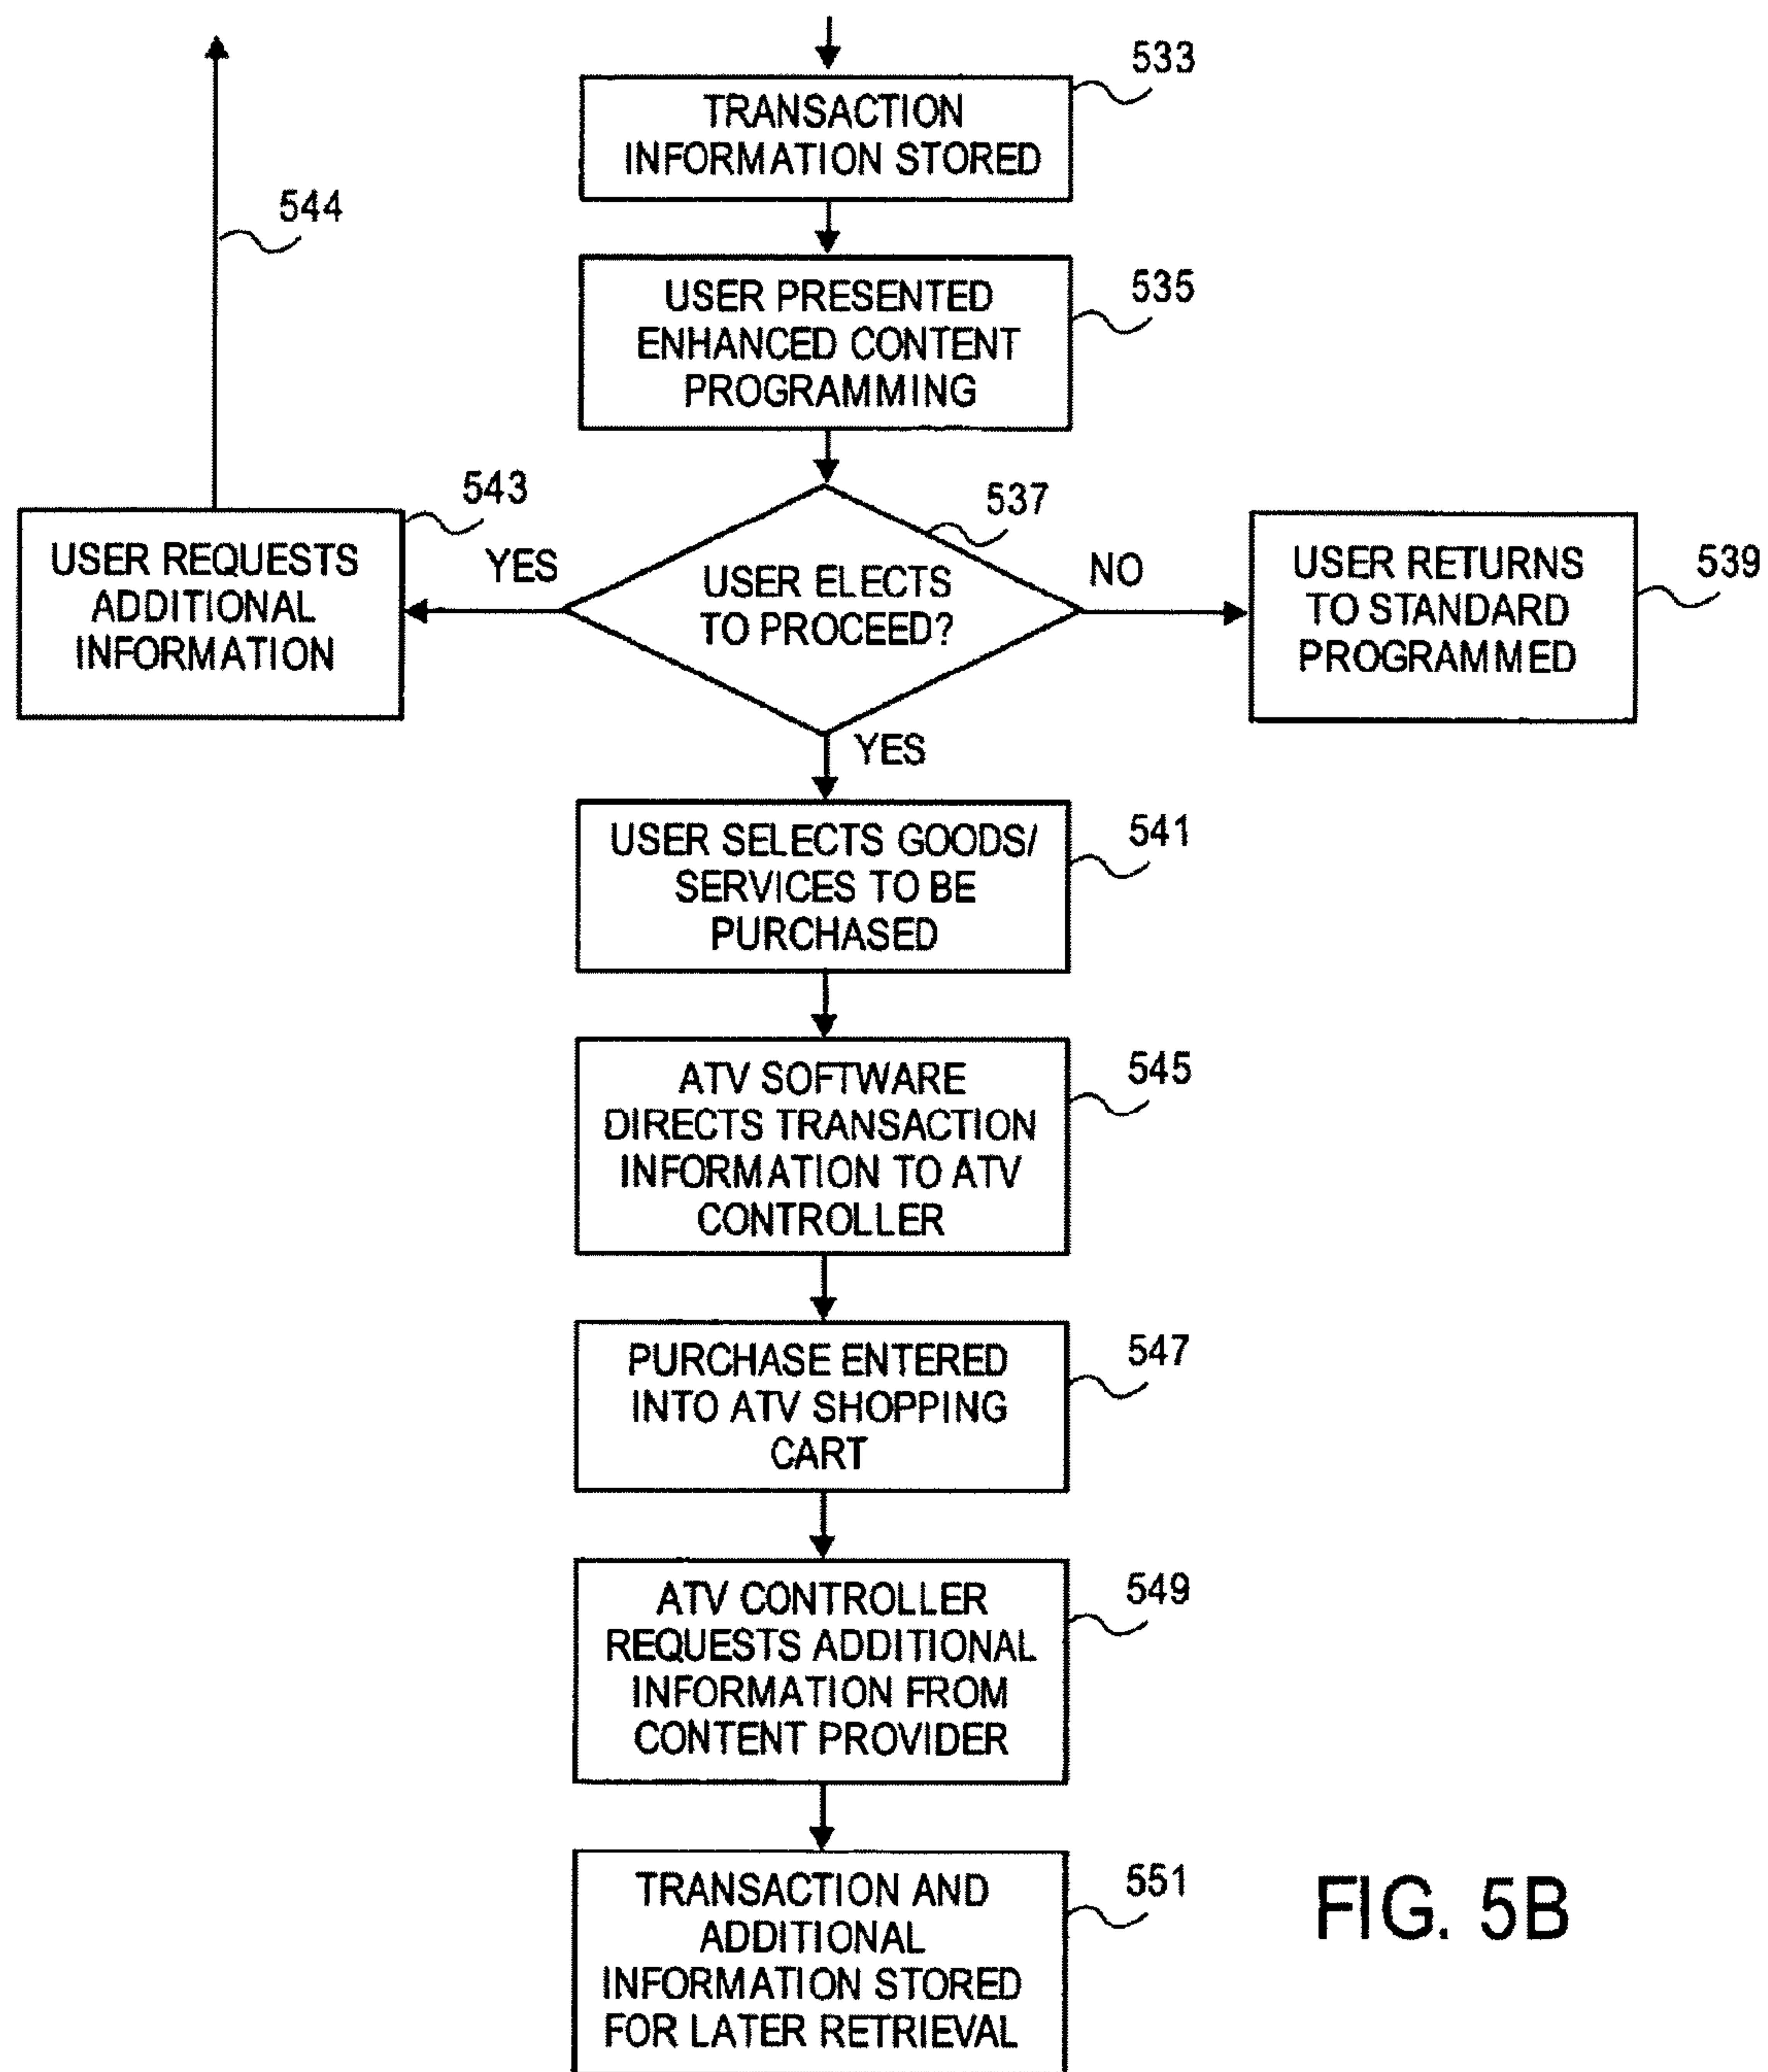 533
TRANSACTION
INFORMATION STORED
544
535
USER PRESENTED
ENHANCED CONTENT
PROGRAMMING
543
USER REQUESTS
ADDITIONAL
INFORMATION
YES
537
USER ELECTS
TO PROCEED?
NO
USER RETURNS
TO STANDARD
PROGRAMMED
539
YES
541
USER SELECTS GOODS/
SERVICES TO BE
PURCHASED
545
ATV SOFTWARE
DIRECTS TRANSACTION
INFORMATION TO ATV
CONTROLLER
547
PURCHASE ENTERED
INTO ATV SHOPPING
CART
549
ATV CONTROLLER
REQUESTS ADDITIONAL
INFORMATION FROM
CONTENT PROVIDER
551
TRANSACTION AND
ADDITIONAL
INFORMATION STORED
FOR LATER RETRIEVAL
FIG. 5B